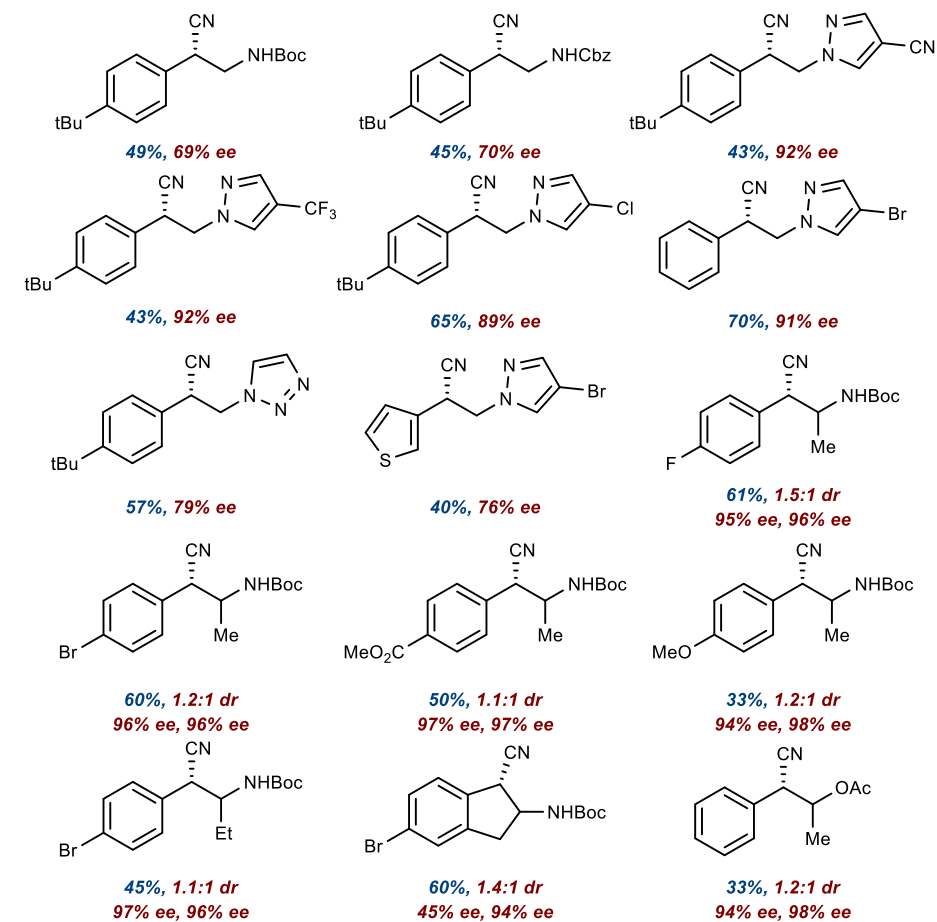 CN
NHBoc
tBu
49%, 69% ee
CN
NHCbz
tBu
45%, 70% ee
CN
N
N
CN
tBu
43%, 92% ee
CN
N
N
CF3
tBu
43%, 92% ee
CN
N
N
Cl
tBu
65%, 89% ee
CN
N
N
Br
70%, 91% ee
CN
N
N
N
tBu
57%, 79% ee
CN
N
N
Br
S
40%, 76% ee
CN
NHBoc
Me
F
61%, 1.5:1 dr
95% ee, 96% ee
CN
NHBoc
Me
Br
60%, 1.2:1 dr
96% ee, 96% ee
CN
NHBoc
Me
MeO2C
50%, 1.1:1 dr
97% ee, 97% ee
CN
NHBoc
Me
MeO
33%, 1.2:1 dr
94% ee, 98% ee
CN
NHBoc
Et
Br
45%, 1.1:1 dr
97% ee, 96% ee
CN
NHBoc
Br
60%, 1.4:1 dr
45% ee, 94% ee
CN
OAc
Me
33%, 1.2:1 dr
94% ee, 98% ee